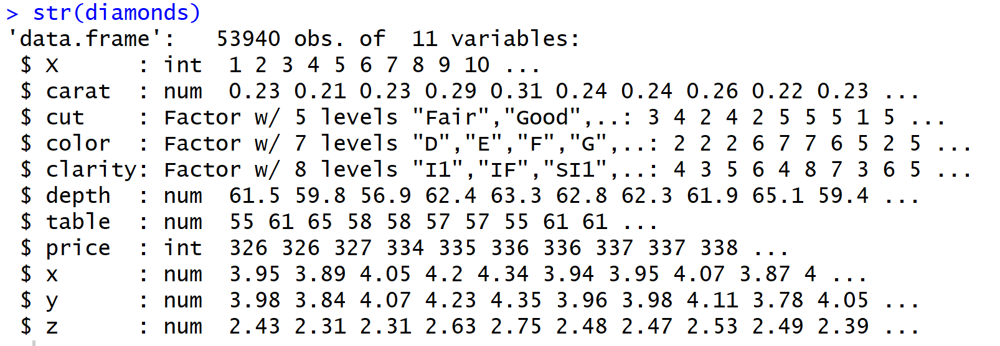 > str(diamonds)
'data.frame':   53940 obs. of  11 variables:
 $ X      : int  1 2 3 4 5 6 7 8 9 10 ...
 $ carat  : num  0.23 0.21 0.23 0.29 0.31 0.24 0.24 0.26 0.22 0.23 ...
 $ cut    : Factor w/ 5 levels "Fair","Good",..: 3 4 2 4 2 5 5 5 1 5 ...
 $ color  : Factor w/ 7 levels "D","E","F","G",..: 2 2 2 6 7 7 6 5 2 5 ...
 $ clarity: Factor w/ 8 levels "I1","IF","SI1",..: 4 3 5 6 4 8 7 3 6 5 ...
 $ depth  : num  61.5 59.8 56.9 62.4 63.3 62.8 62.3 61.9 65.1 59.4 ...
 $ table  : num  55 61 65 58 58 57 57 55 61 61 ...
 $ price  : int  326 326 327 334 335 336 336 337 337 338 ...
 $ x      : num  3.95 3.89 4.05 4.2 4.34 3.94 3.95 4.07 3.87 4 ...
 $ y      : num  3.98 3.84 4.07 4.23 4.35 3.96 3.98 4.11 3.78 4.05 ...
 $ z      : num  2.43 2.31 2.31 2.63 2.75 2.48 2.47 2.53 2.49 2.39 ...